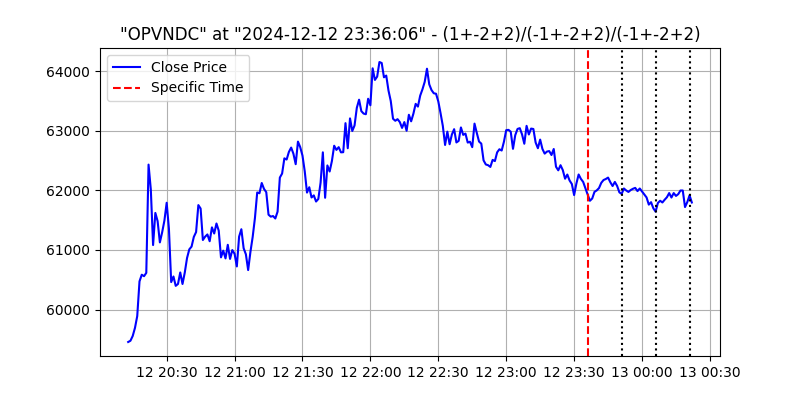 "OPVNDC" at "2024-12-12 23:36:06" - (1+-2+2)/(-1+-2+2)/(-1+-2+2)
Close Price
Specific Time
64000
63000
62000
61000
60000
12 20:30 12 21:00 12 21:30 12 22:00 12 22:30 12 23:00 12 23:30 13 00:00 13 00:30